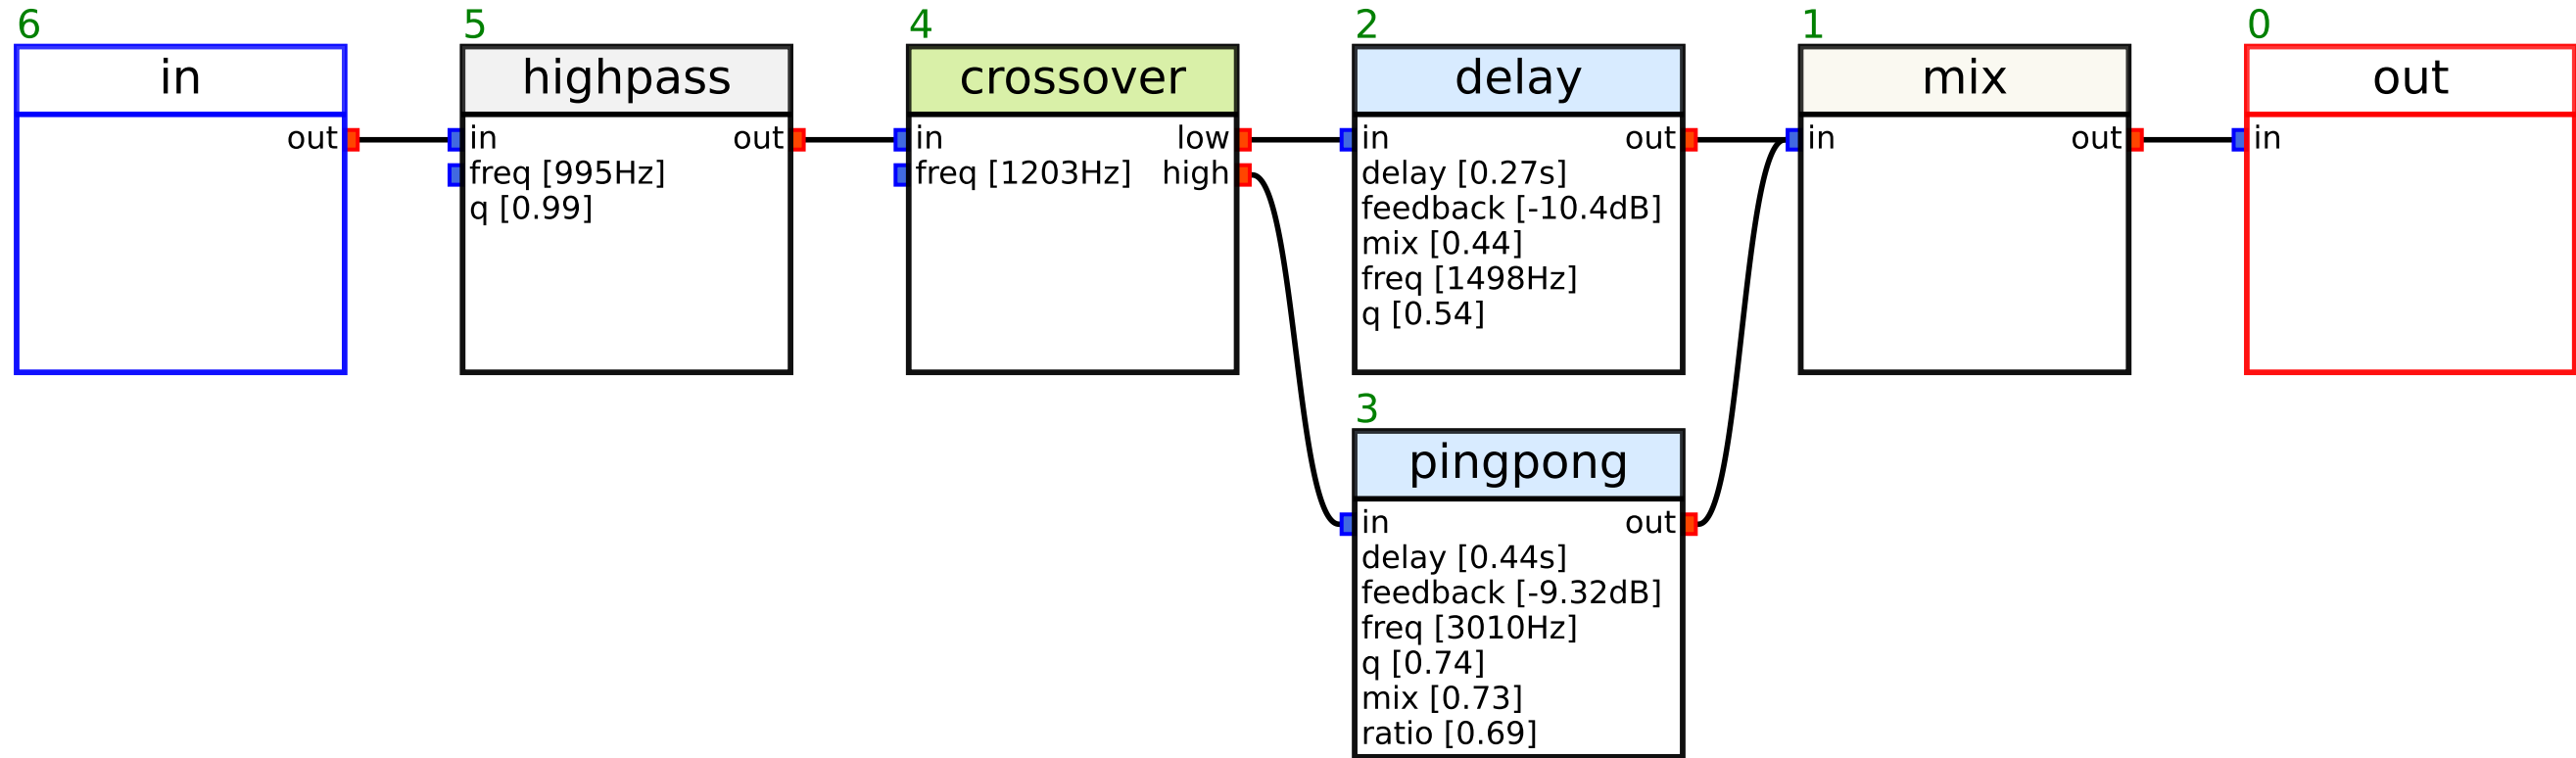 6
in
out
5
highpass
in out
freq [995Hz]
q [0.99]
4
crossover
in low
freq [1203Hz] high
2
delay
in out
delay [0.27s]
feedback [-10.4dB]
mix [0.44]
freq [1498Hz]
q [0.54]
3
pingpong
in out
delay [0.44s]
feedback [-9.32dB]
freq [3010Hz]
q [0.74]
mix [0.73]
ratio [0.69]
1
mix
in out
0
out
in